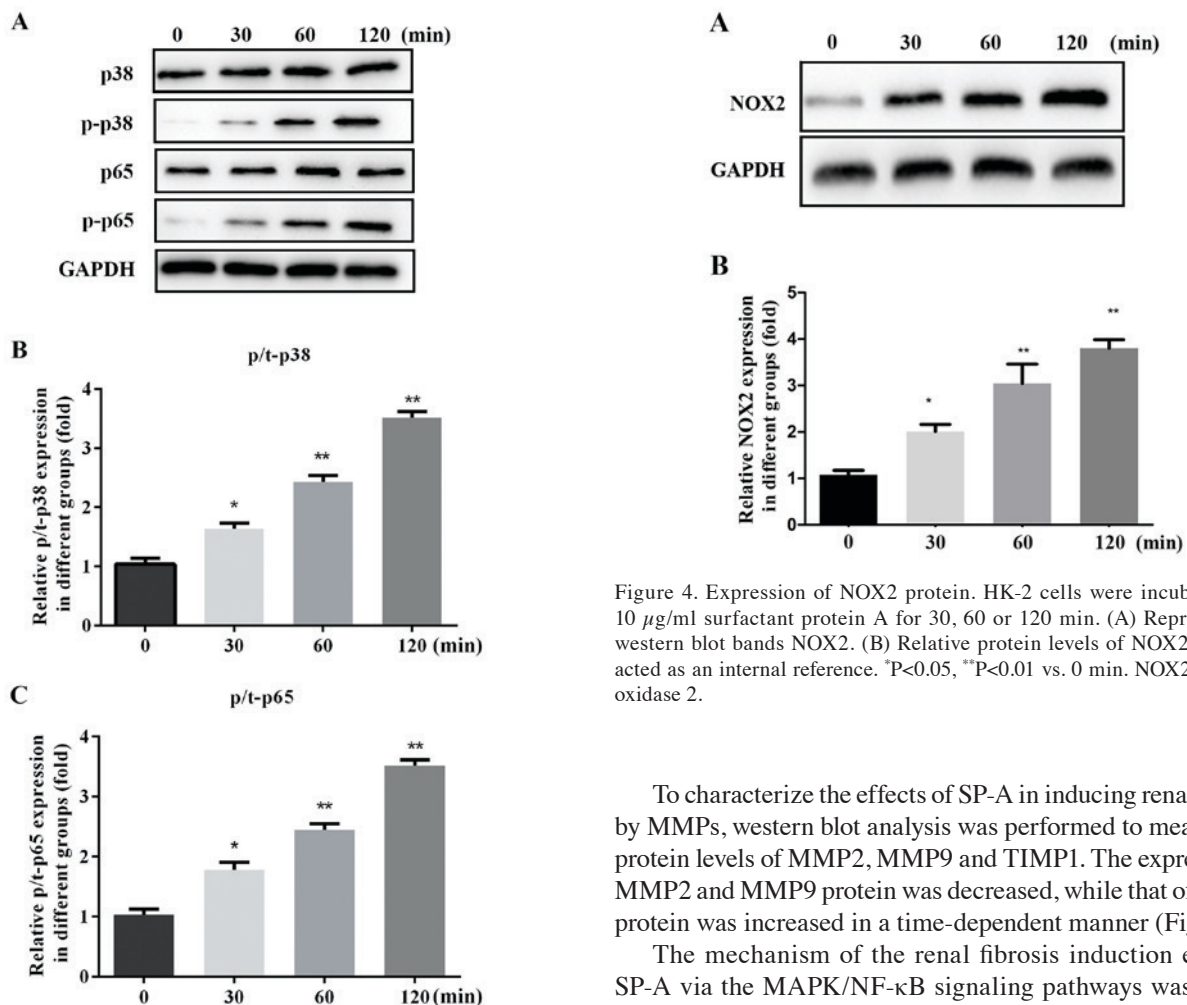 A
0 30 60 120 (min)
p38
p-p38
p65
p-p65
GAPDH
B
p/t-p38
Relative p/t-p38 expression
in different groups (fold)
4
3
2
1
0
*
**
**
0 30 60 120 (min)
C
p/t-p65
Relative p/t-p65 expression
in different groups (fold)
4
3
2
1
0
*
**
**
0 30 60 120 (min)
A
0 30 60 120 (min)
NOX2
GAPDH
B
Relative NOX2 expression
in different groups (fold)
5
4
3
2
1
0
*
**
**
0 30 60 120 (min)
Figure 4. Expression of NOX2 protein. HK-2 cells were incub
10 µg/ml surfactant protein A for 30, 60 or 120 min. (A) Repr
western blot bands NOX2. (B) Relative protein levels of NOX2
acted as an internal reference. *P<0.05, **P<0.01 vs. 0 min. NOX2
oxidase 2.
To characterize the effects of SP-A in inducing rena
by MMPs, western blot analysis was performed to mea
protein levels of MMP2, MMP9 and TIMP1. The expre
MMP2 and MMP9 protein was decreased, while that o
protein was increased in a time-dependent manner (Fi
The mechanism of the renal fibrosis induction e
SP-A via the MAPK/NF-κB signaling pathways was